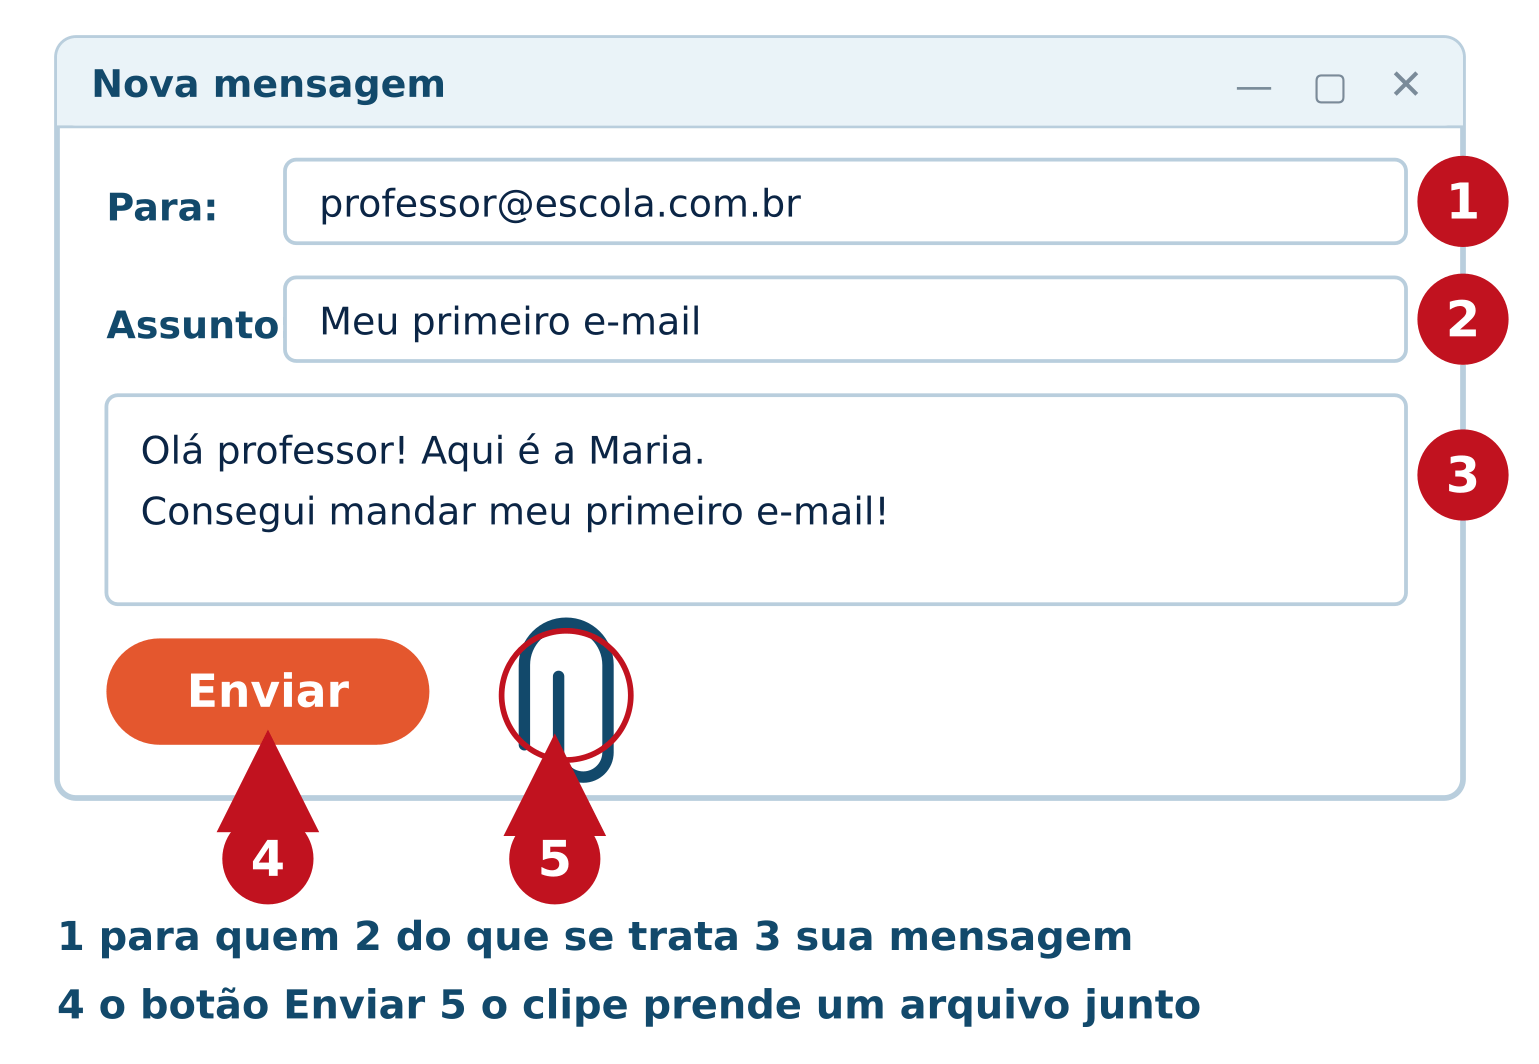 Nova mensagem
Para: professor@escola.com.br 1
Assunto Meu primeiro e-mail 2
Olá professor! Aqui é a Maria.
Consegui mandar meu primeiro e-mail!
3
Enviar
4 5
1 para quem 2 do que se trata 3 sua mensagem
4 o botão Enviar 5 o clipe prende um arquivo junto